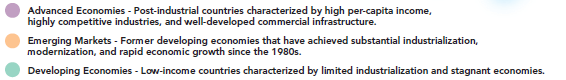 Advanced Economies - Post-industrial countries characterized by high per-capita income,
highly competitive industries, and well-developed commercial infrastructure.
Emerging Markets - Former developing economies that have achieved substantial industrialization,
modernization, and rapid economic growth since the 1980s.
Developing Economies - Low-income countries characterized by limited industrialization and stagnant economies.